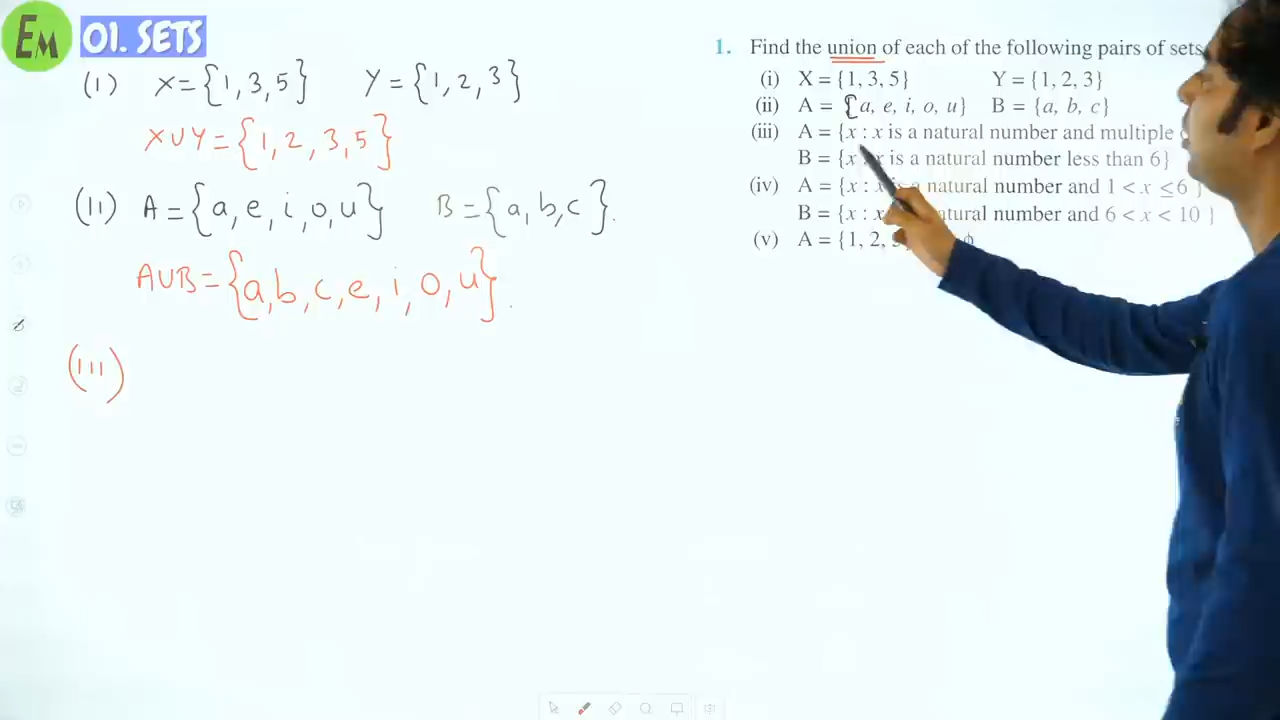 EM 01. SETS
(I) X={1,3,5} Y={1,2,3}
X∪Y={1,2,3,5}
(II) A={a,e,i,o,u} B={a,b,c}.
A∪B={a,b,c,e,i,o,u}.
(III)
1. Find the union of each of the following pairs of sets
(i) X = {1, 3, 5} Y = {1, 2, 3}
(ii) A = {a, e, i, o, u} B = {a, b, c}
(iii) A = {x : x is a natural number and multiple
B = {x : x is a natural number less than 6}
(iv) A = {x : x is a natural number and 1 < x ≤6 }
B = {x : x natural number and 6 < x < 10 }
(v) A = {1, 2, ϕ